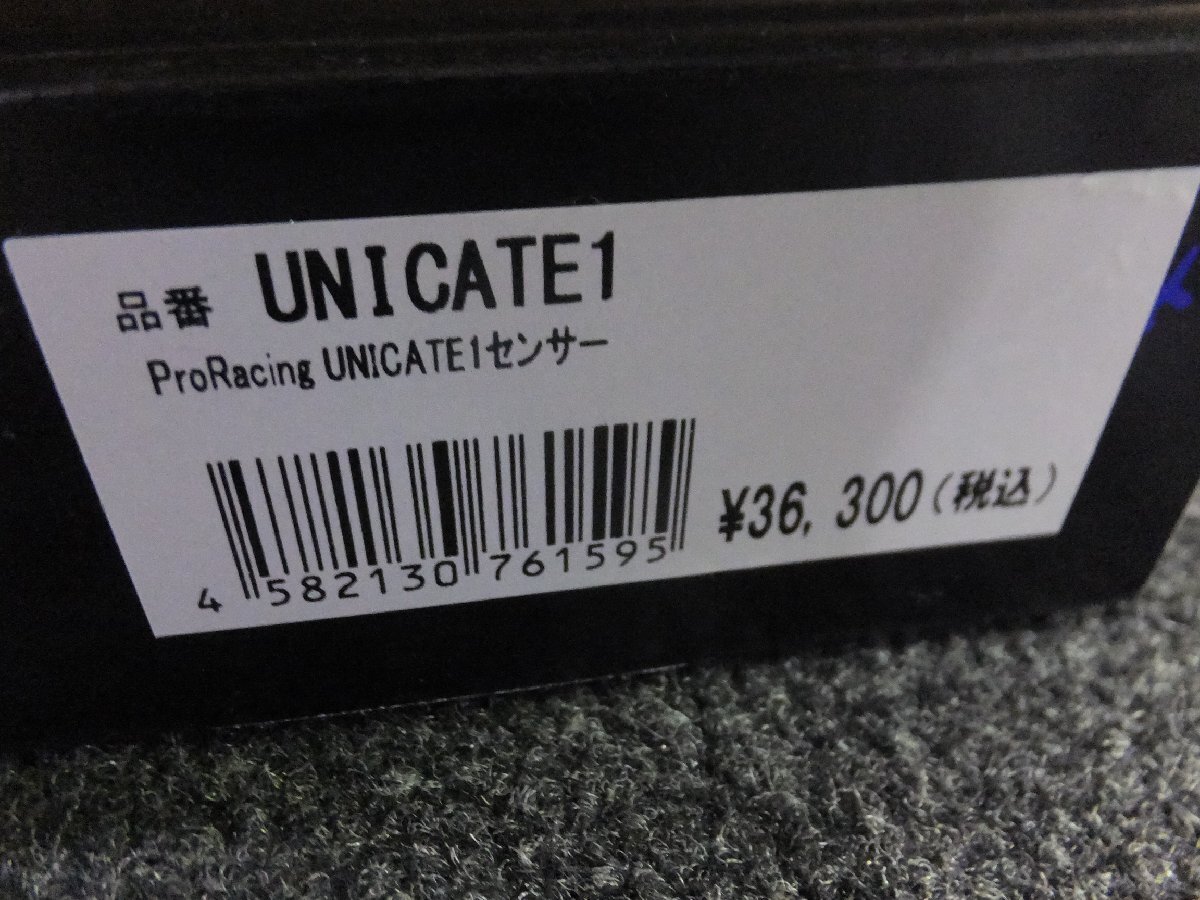 品番 UNICATE1
ProRacing UNICATE1センサー
¥36,300(税込)
4 582130 761595